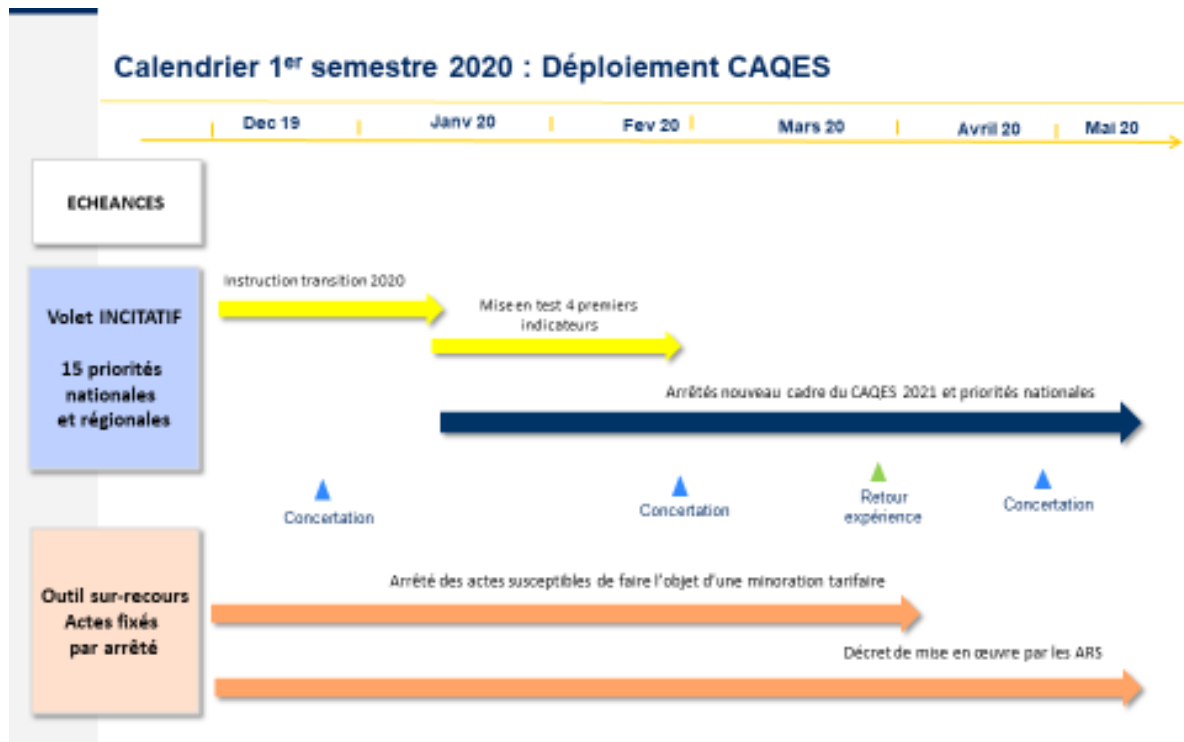 Calendrier 1er semestre 2020 : Déploiement CAQES
Dec 19
Janv 20
Fev 20
Mars 20
Avril 20
Mai 20
ECHEANCES
Volet INCITATIF
15 priorités
nationales
et régionales
Instruction transition 2020
Mise en test 4 premiers
indicateurs
Arrêtés nouveau cadre du CAQES 2021 et priorités nationales
Concertation
Concertation
Retour
expérience
Concertation
Outil sur-recours
Actes fixés
par arrêté
Arrêté des actes susceptibles de faire l'objet d'une minoration tarifaire
Décret de mise en œuvre par les ARS